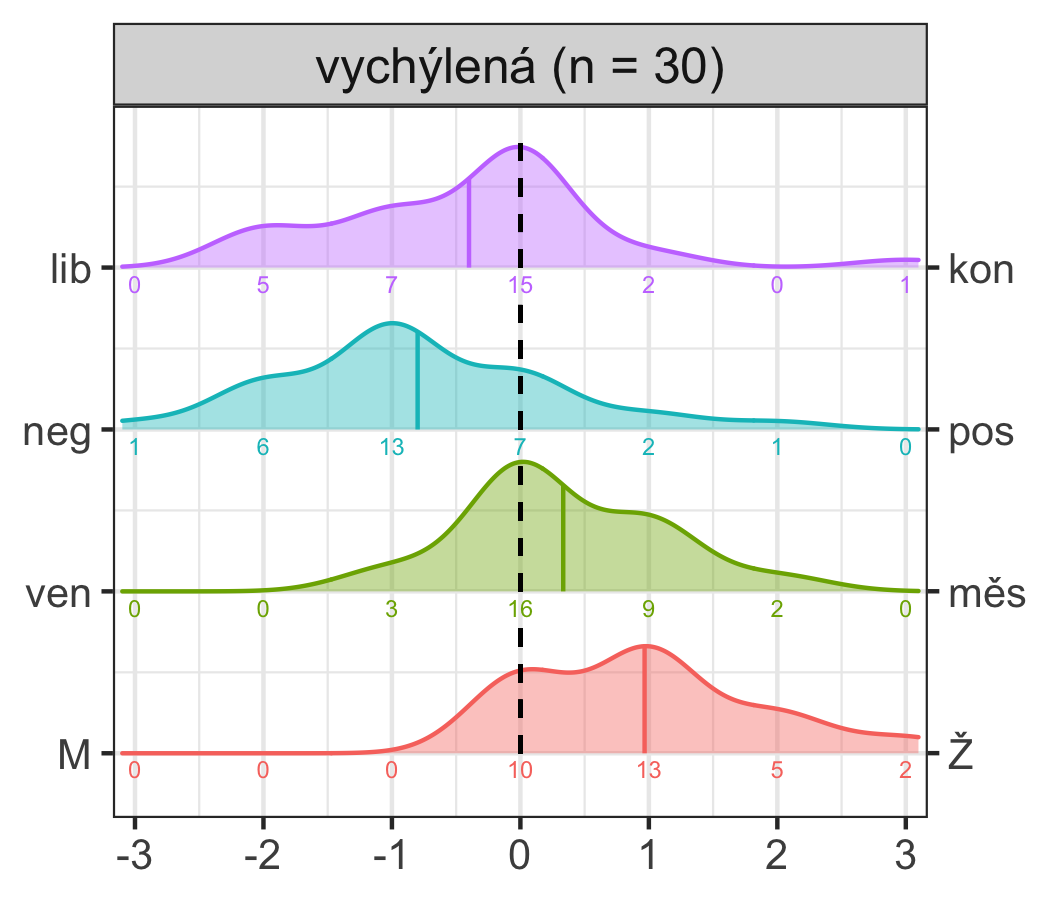 vychýlená (n = 30)
lib kon
0 5 7 15 2 0 1
neg pos
1 6 13 7 2 1 0
ven měs
0 0 3 16 9 2 0
M Ž
0 0 0 10 13 5 2
-3 -2 -1 0 1 2 3